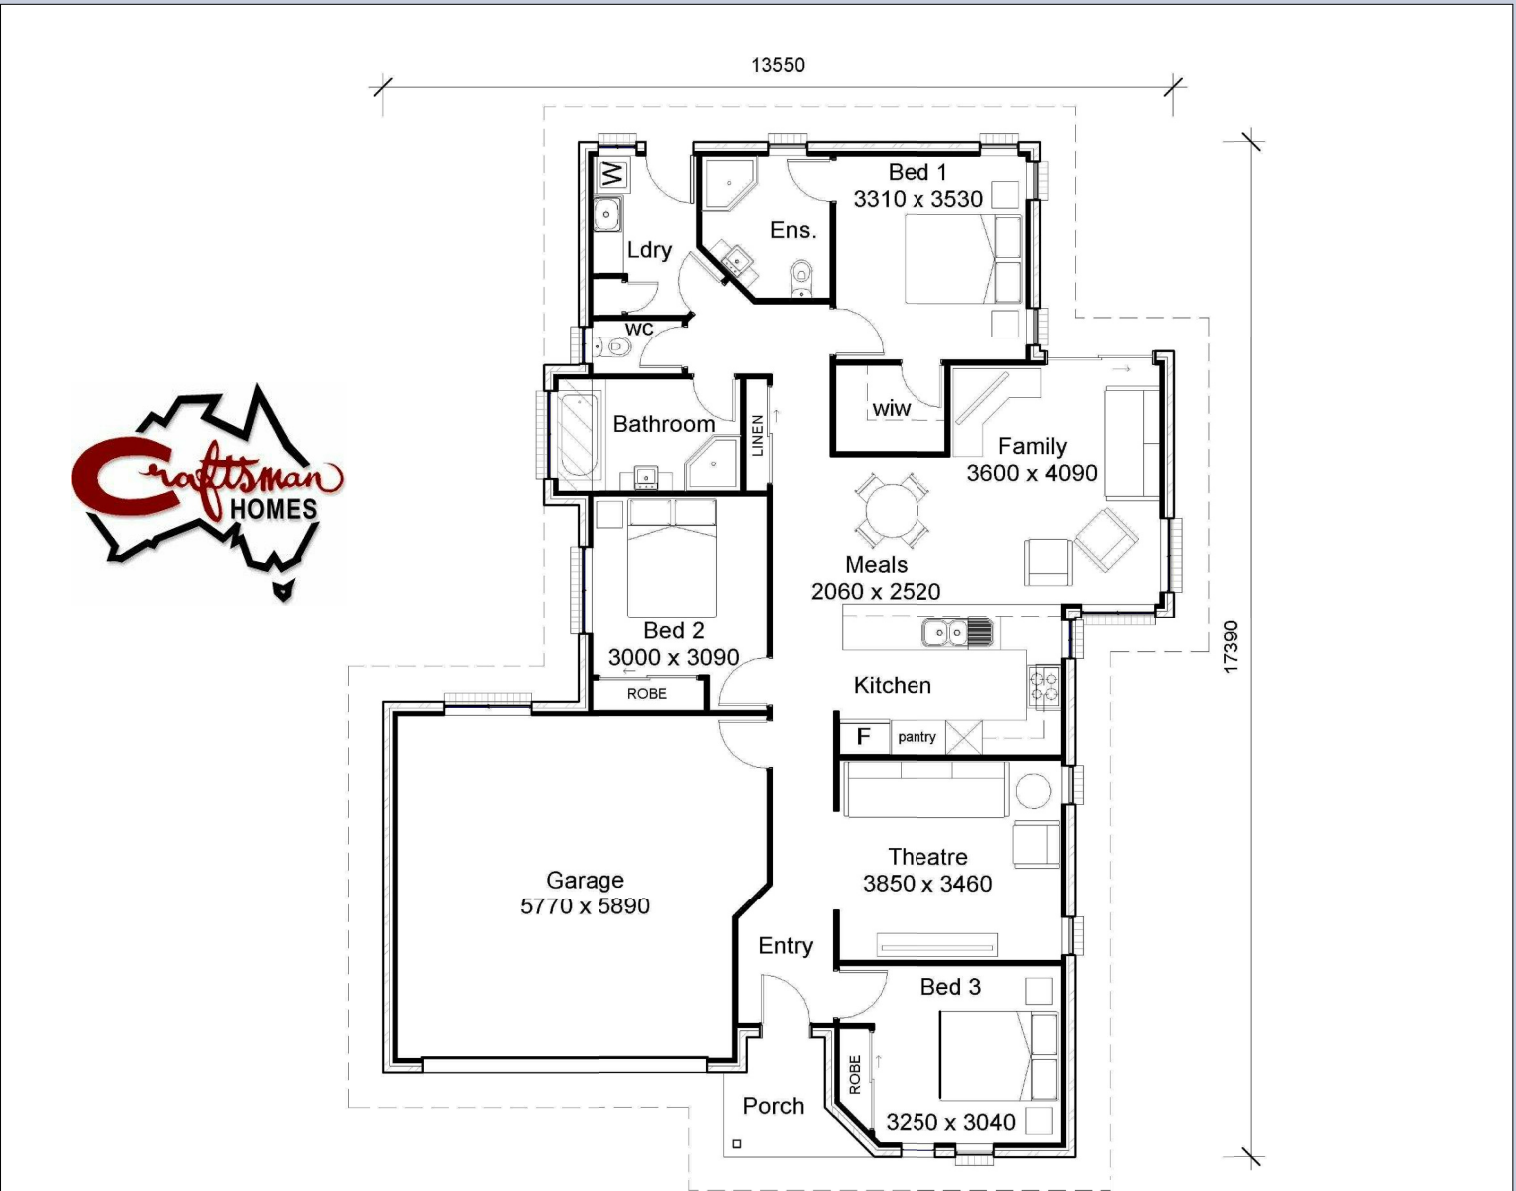 13550
Bed 1
3310 x 3530
W
Ens.
Ldry
wc
17390
wiw
Bathroom
LINEN
Family
3600 x 4090
Craftsman
HOMES
Meals
2060 x 2520
Bed 2
3000 x 3090
ROBE
Kitchen
F
pantry
Theatre
3850 x 3460
Garage
5770 x 5890
Entry
Bed 3
ROBE
Porch
3250 x 3040